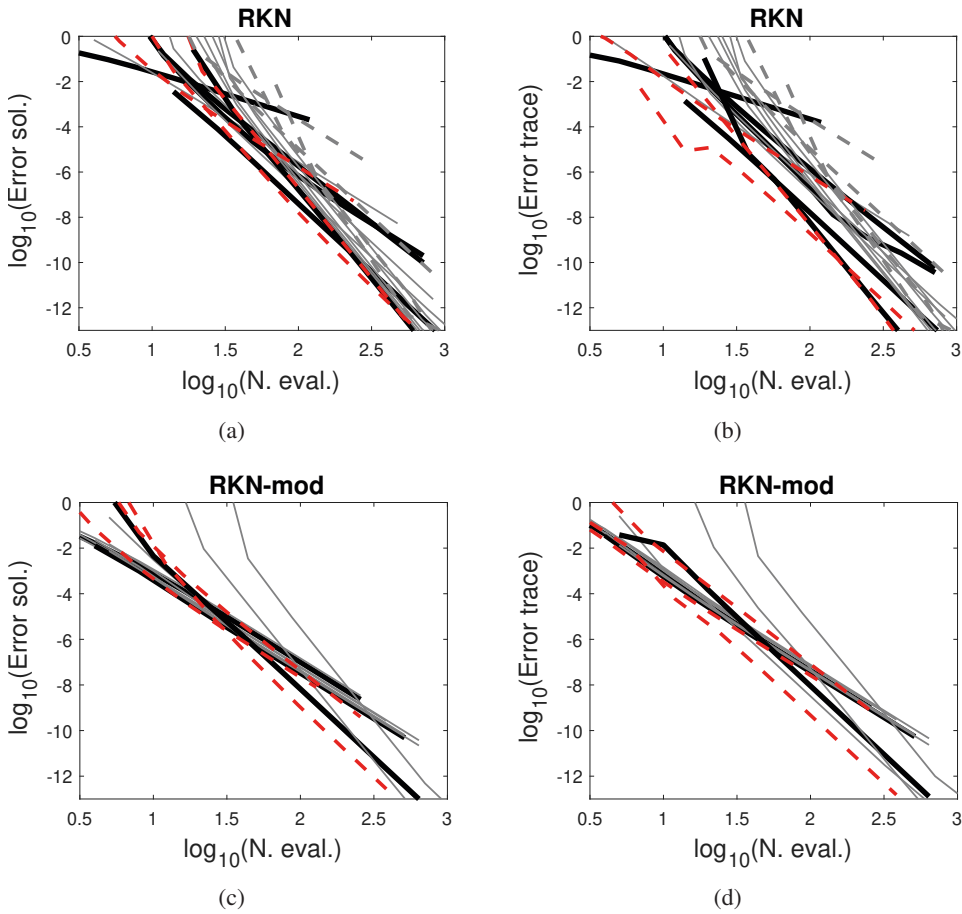 RKN
0
-2
-4
-6
-8
-10
-12
log10(Error sol.)
0.5 1 1.5 2 2.5 3
log10(N. eval.)
(a)
RKN
0
-2
-4
-6
-8
-10
-12
log10(Error trace)
0.5 1 1.5 2 2.5 3
log10(N. eval.)
(b)
RKN-mod
0
-2
-4
-6
-8
-10
-12
log10(Error sol.)
0.5 1 1.5 2 2.5 3
log10(N. eval.)
(c)
RKN-mod
0
-2
-4
-6
-8
-10
-12
log10(Error trace)
0.5 1 1.5 2 2.5 3
log10(N. eval.)
(d)